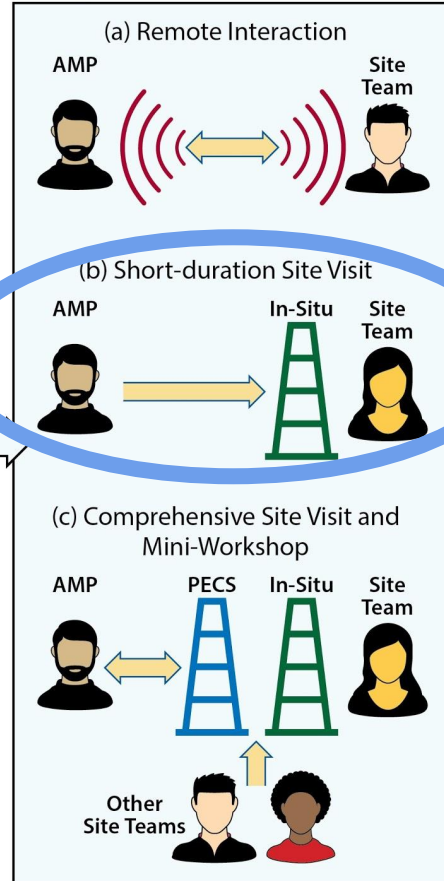 (a) Remote Interaction
AMP
Site
Team
(b) Short-duration Site Visit
AMP
In-Situ
Site
Team
(c) Comprehensive Site Visit and
Mini-Workshop
AMP
PECS
In-Situ
Site
Team
Other
Site Teams